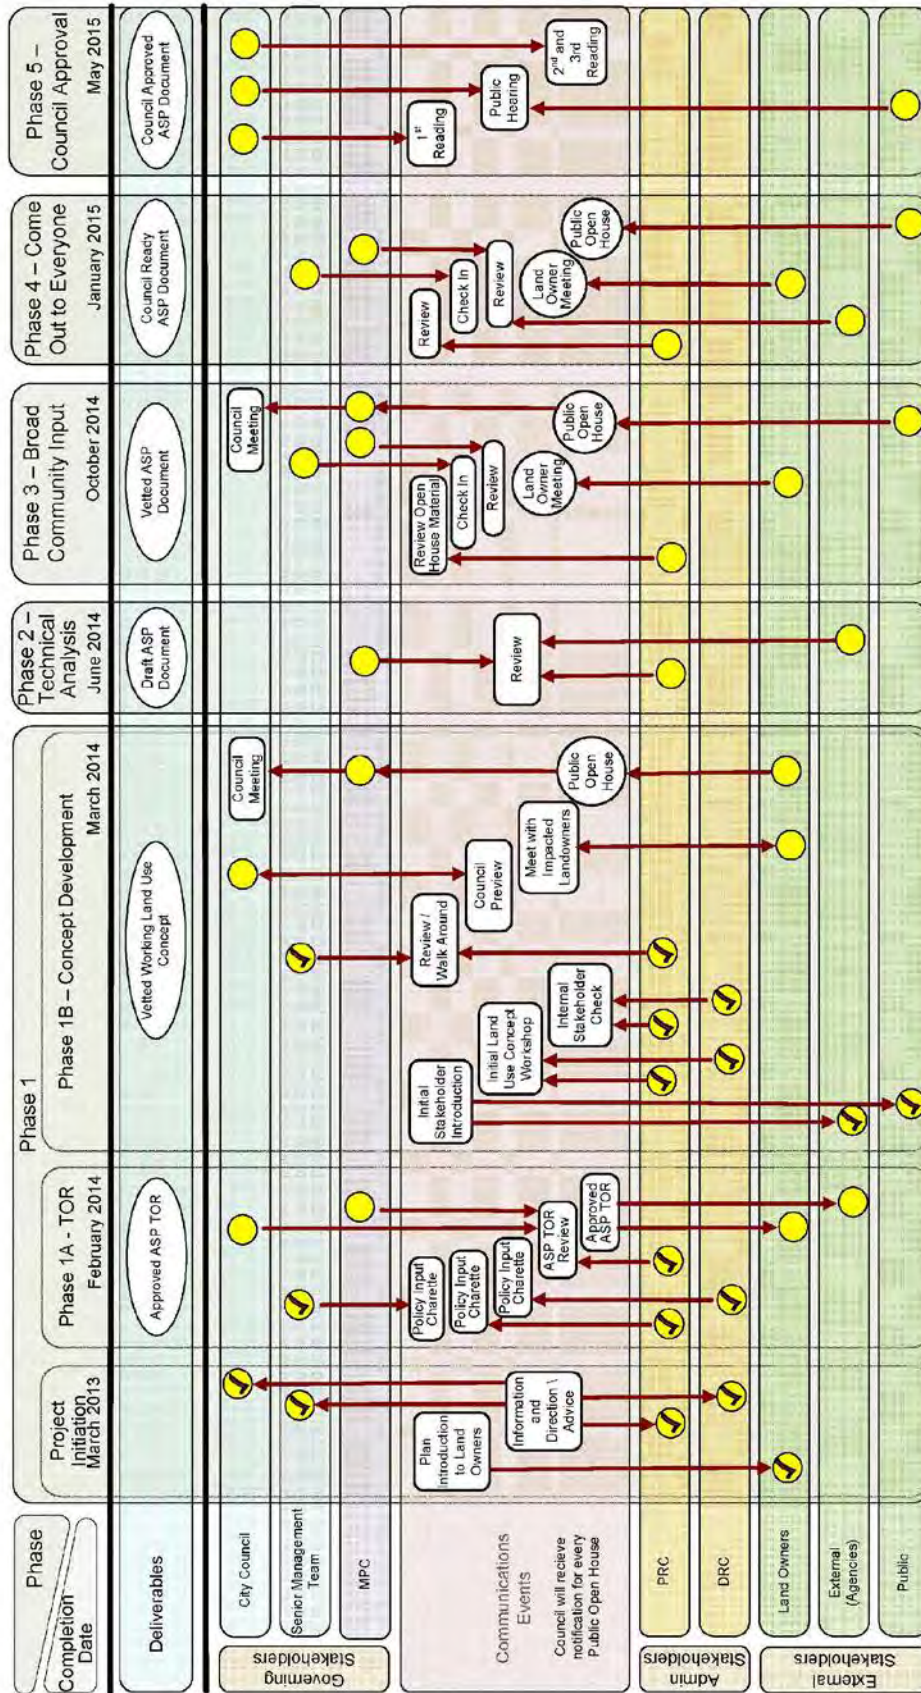 Phase
Completion
Date
Phase 1
Project
Initiation
March 2013
Phase 1A - TOR
February 2014
Phase 1B – Concept Development
March 2014
Phase 2 –
Technical
Analysis
June 2014
Phase 3 – Broad
Community Input
October 2014
Phase 4 – Come
Out to Everyone
January 2015
Phase 5 –
Council Approval
May 2015
Deliverables
Approved ASP TOR
Vetted Working Land Use
Concept
Draft ASP
Document
Vetted ASP
Document
Council Ready
ASP Document
Council Approved
ASP Document
Governing
Stakeholders
City Council
Council
Meeting
Council
Meeting
Senior Management
Team
MPC
Communications
Events
Council will recieve
notification for every
Public Open House
Plan
Introduction
to Land
Owners
Information
and
Direction \
Advice
Policy Input
Charette
Policy Input
Charette
Policy Input
Charette
ASP TOR
Review
Approved
ASP TOR
Initial
Stakeholder
Introduction
Initial Land
Use Concept
Workshop
Internal
Stakeholder
Check
Review /
Walk Around
Council
Preview
Meet with
Impacted
Landowners
Public
Open
House
Review
Review Open
House Material
Check In
Review
Land
Owner
Meeting
Public
Open
House
Review
Check In
Review
Land
Owner
Meeting
Public
Open
House
1st
Reading
Public
Hearing
2nd and
3rd
Reading
Admin
Stakeholders
PRC
DRC
External
Stakeholders
Land Owners
External
(Agencies)
Public